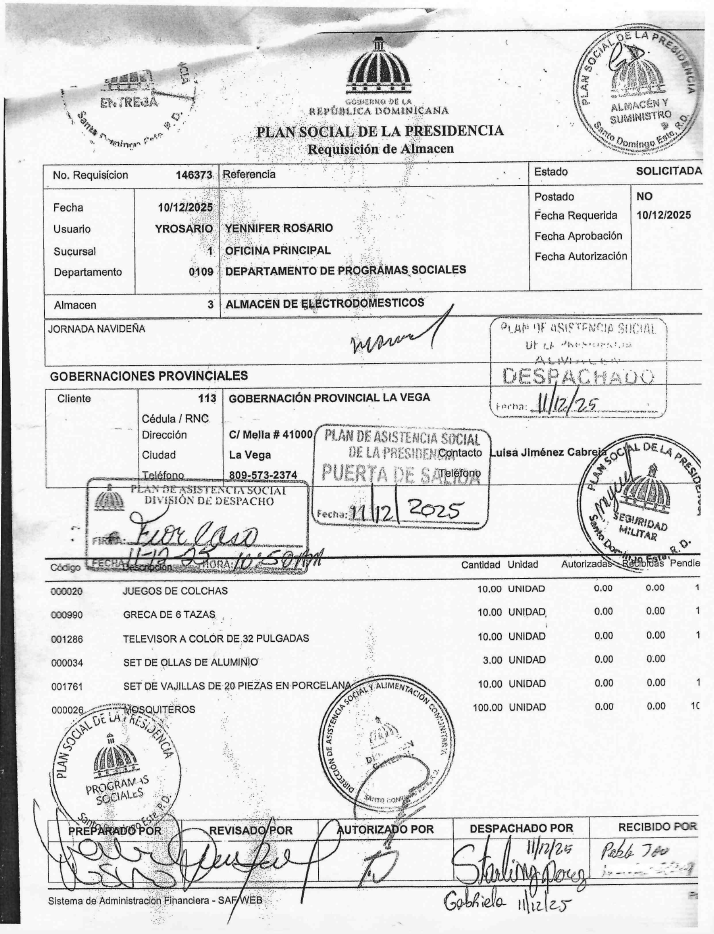 ENTREGA
Santo Domingo Este, R.D.
GOBIERNO DE LA
REPÚBLICA DOMINICANA
PLAN SOCIAL DE LA PRESIDENCIA
ALMACÉN Y
SUMINISTRO
Santo Domingo Este, R.D.
PLAN SOCIAL DE LA PRESIDENCIA
Requisición de Almacen
No. Requisicion 146373 Referencia Estado SOLICITADA
Postado NO
Fecha 10/12/2025 Fecha Requerida 10/12/2025
Usuario YROSARIO YENNIFER ROSARIO Fecha Aprobación
Sucursal 1 OFICINA PRINCIPAL Fecha Autorización
Departamento 0109 DEPARTAMENTO DE PROGRAMAS SOCIALES
Almacen 3 ALMACEN DE ELECTRODOMESTICOS
JORNADA NAVIDEÑA
PLAN DE ASISTENCIA SOCIAL
DE LA PRESIDENCIA
ALMACEN
DESPACHADO
Fecha: 11/12/25
GOBERNACIONES PROVINCIALES
Cliente 113 GOBERNACIÓN PROVINCIAL LA VEGA
Cédula / RNC
Dirección C/ Mella # 41000
Ciudad La Vega Contacto Luisa Jiménez Cabrej
Teléfono 809-573-2374 Teléfono
PLAN DE ASISTENCIA SOCIAL
DE LA PRESIDENCIA
PUERTA DE SALIDA
Fecha: 11/12/2025
PLAN SOCIAL DE LA PRESIDENCIA
SEGURIDAD
MILITAR
Santo Domingo Este, R.D.
PLAN DE ASISTENCIA SOCIAL
DIVISIÓN DE DESPACHO
FIRMA:
FECHA: 11-12-25 HORA: 10:50 AM
Código Descripción Cantidad Unidad Autorizadas Recibidas Pendie
000020 JUEGOS DE COLCHAS 10.00 UNIDAD 0.00 0.00 1
000990 GRECA DE 6 TAZAS 10.00 UNIDAD 0.00 0.00 1
001286 TELEVISOR A COLOR DE 32 PULGADAS 10.00 UNIDAD 0.00 0.00 1
000034 SET DE OLLAS DE ALUMINIO 3.00 UNIDAD 0.00 0.00
001761 SET DE VAJILLAS DE 20 PIEZAS EN PORCELANA 10.00 UNIDAD 0.00 0.00 1
000026 MOSQUITEROS 100.00 UNIDAD 0.00 0.00 10
PLAN SOCIAL DE LA PRESIDENCIA
PROGRAMAS
SOCIALES
Santo Domingo Este, R.D.
DIRECCIÓN DE ASISTENCIA SOCIAL Y ALIMENTACIÓN COMUNITARIA
PREPARADO POR REVISADO POR AUTORIZADO POR DESPACHADO POR RECIBIDO POR
11/12/25
Starling Perez
Gabriela 11/12/25
Sistema de Administracion Financiera - SAF WEB